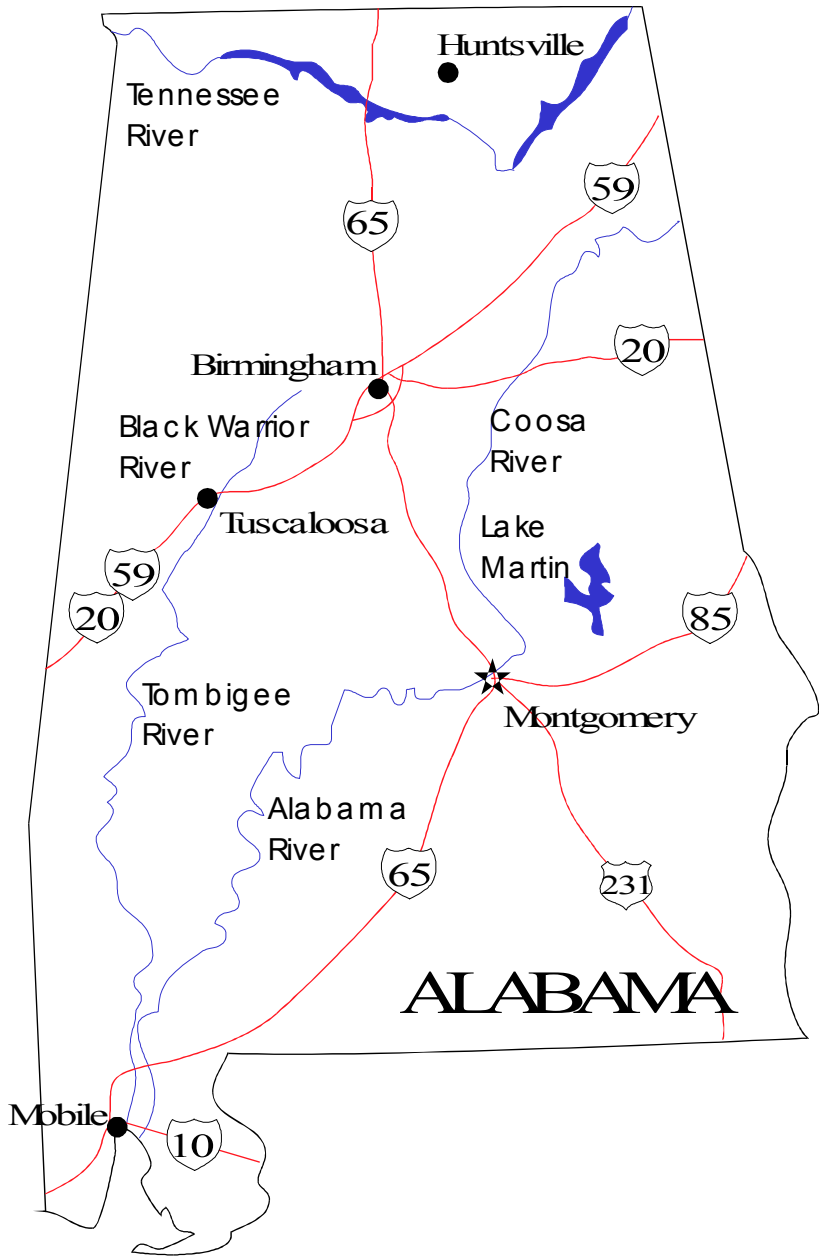 Huntsville
Tennessee
River
59
65
20
Birmingham
Black Warrior
River
Coosa
River
Tuscaloosa
Lake
Martin
59
20
85
Tombigee
River
Montgomery
Alabama
River
65
231
ALABAMA
Mobile
10